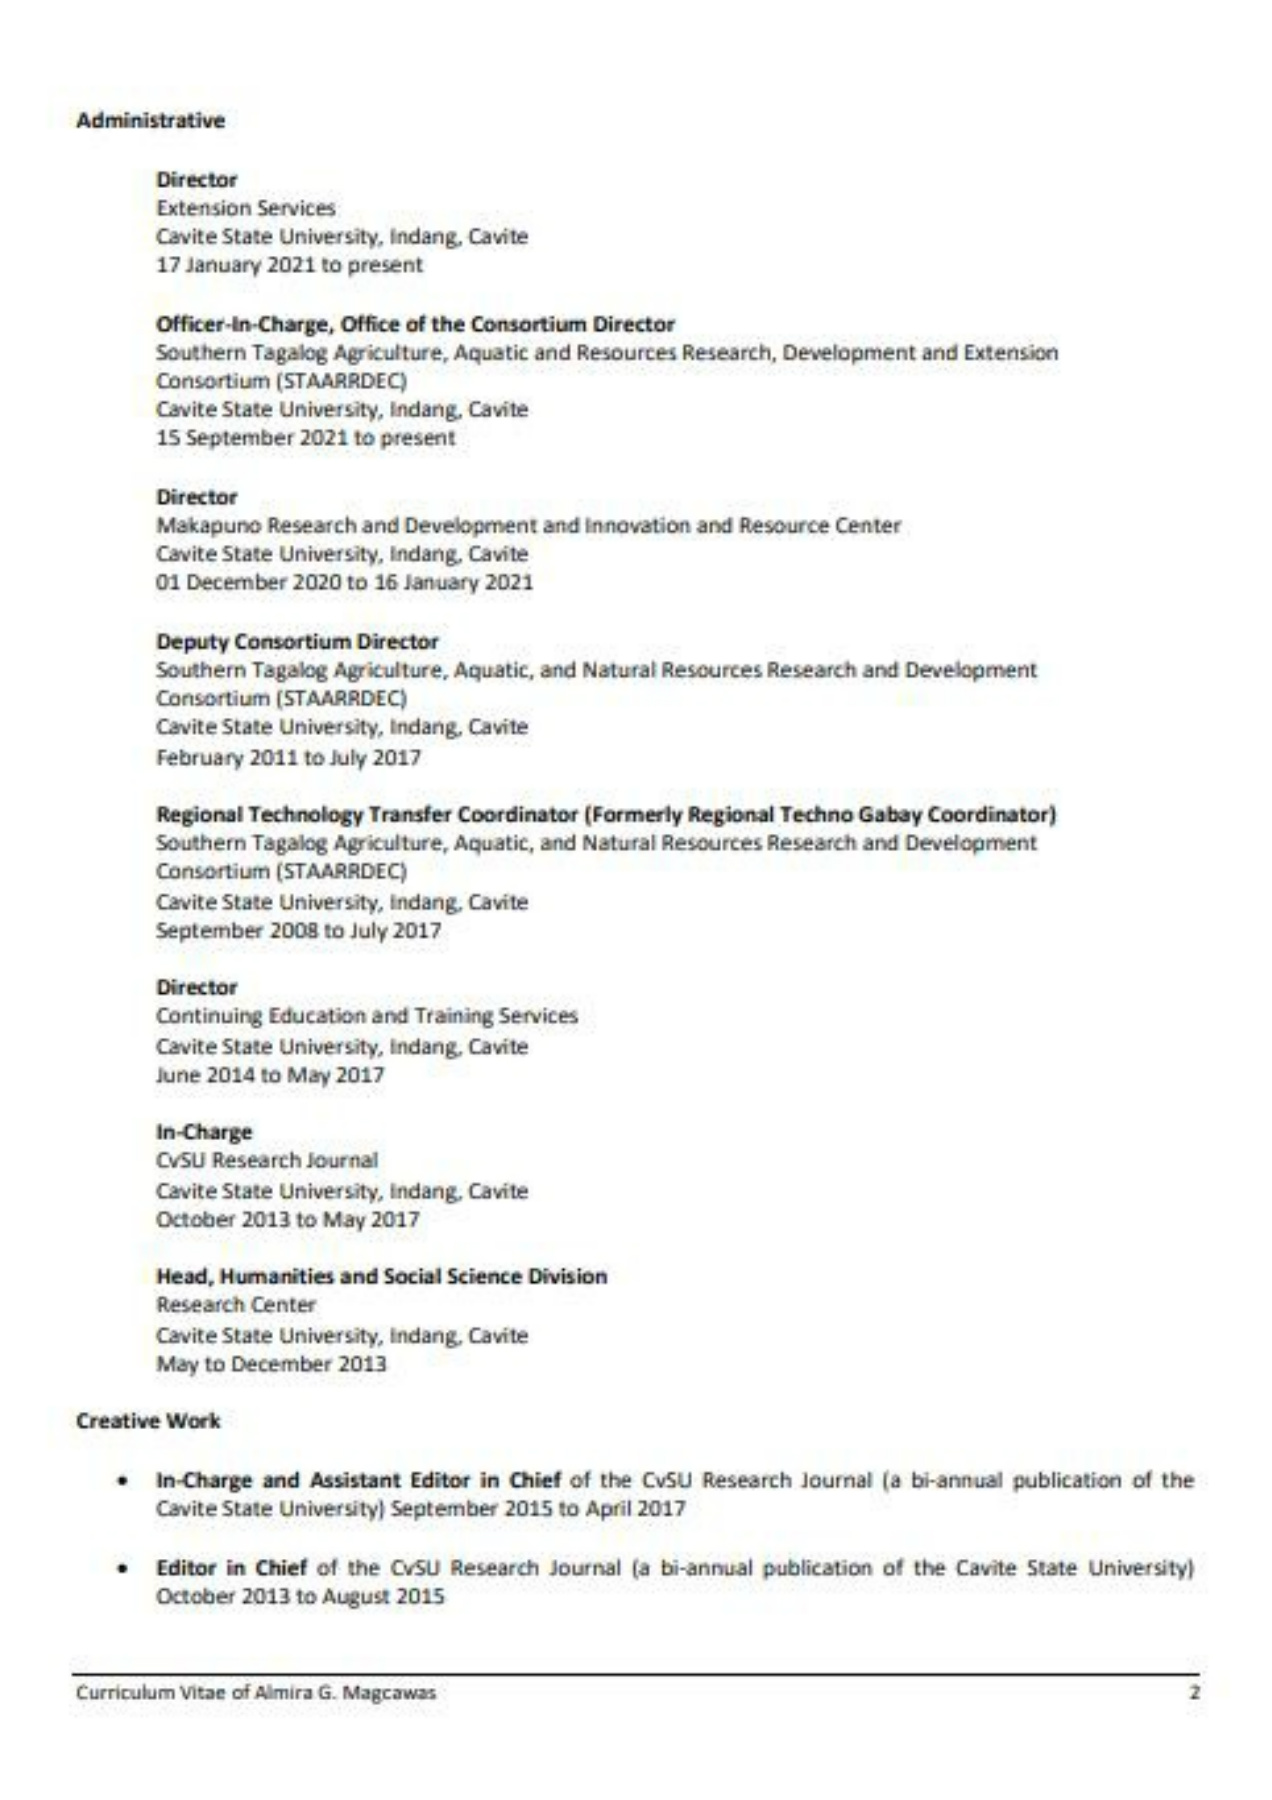 Administrative
Director
Extension Services
Cavite State University, Indang, Cavite
17 January 2021 to present
Officer-In-Charge, Office of the Consortium Director
Southern Tagalog Agriculture, Aquatic and Resources Research, Development and Extension
Consortium (STAARRDEC)
Cavite State University, Indang, Cavite
15 September 2021 to present
Director
Makapuno Research and Development and Innovation and Resource Center
Cavite State University, Indang, Cavite
01 December 2020 to 16 January 2021
Deputy Consortium Director
Southern Tagalog Agriculture, Aquatic, and Natural Resources Research and Development
Consortium (STAARRDEC)
Cavite State University, Indang, Cavite
February 2011 to July 2017
Regional Technology Transfer Coordinator (Formerly Regional Techno Gabay Coordinator)
Southern Tagalog Agriculture, Aquatic, and Natural Resources Research and Development
Consortium (STAARRDEC)
Cavite State University, Indang, Cavite
September 2008 to July 2017
Director
Continuing Education and Training Services
Cavite State University, Indang, Cavite
June 2014 to May 2017
In-Charge
CvSU Research Journal
Cavite State University, Indang, Cavite
October 2013 to May 2017
Head, Humanities and Social Science Division
Research Center
Cavite State University, Indang, Cavite
May to December 2013
Creative Work
• In-Charge and Assistant Editor in Chief of the CvSU Research Journal (a bi-annual publication of the
Cavite State University) September 2015 to April 2017
• Editor in Chief of the CvSU Research Journal (a bi-annual publication of the Cavite State University)
October 2013 to August 2015
Curriculum Vitae of Almira G. Magcawas 2